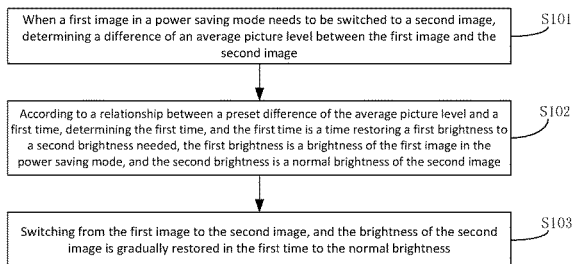 When a first image in a power saving mode needs to be switched to a second image,
determining a difference of an average picture level between the first image and the
second image
S101
According to a relationship between a preset difference of the average picture level and a
first time, determining the first time, and the first time is a time restoring a first brightness to
a second brightness needed, the first brightness is a brightness of the first image in the
power saving mode, and the second brightness is a normal brightness of the second image
S102
Switching from the first image to the second image, and the brightness of the second
image is gradually restored in the first time to the normal brightness
S103